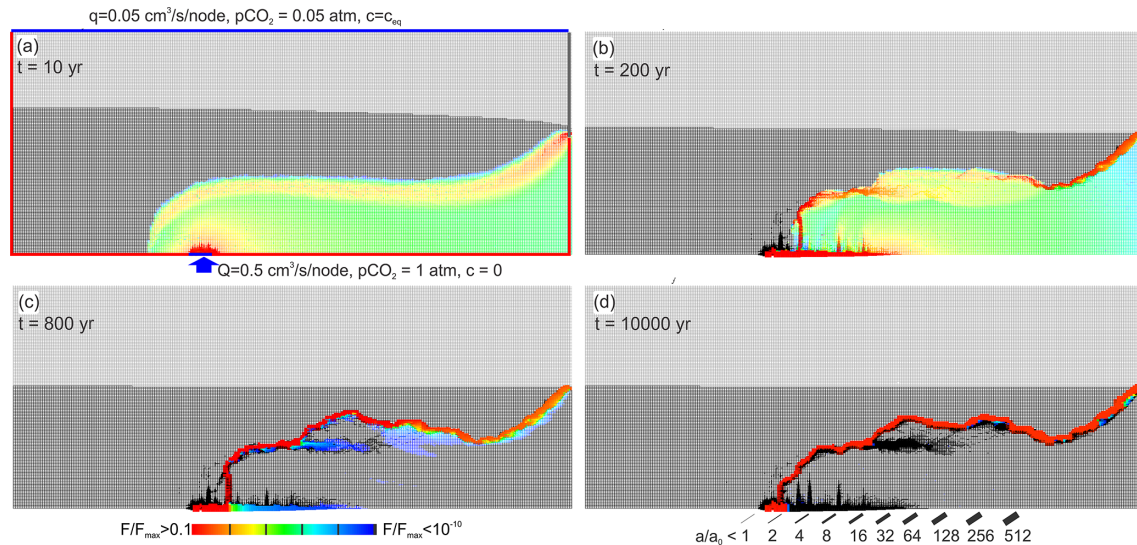 q=0.05 cm³/s/node, pCO₂ = 0.05 atm, c=c_eq
(a)
t = 10 yr
(b)
t = 200 yr
Q=0.5 cm³/s/node, pCO₂ = 1 atm, c = 0
(c)
t = 800 yr
(d)
t = 10000 yr
F/F_max>0.1
F/F_max<10⁻¹⁰
a/a₀ < 1 2 4 8 16 32 64 128 256 512